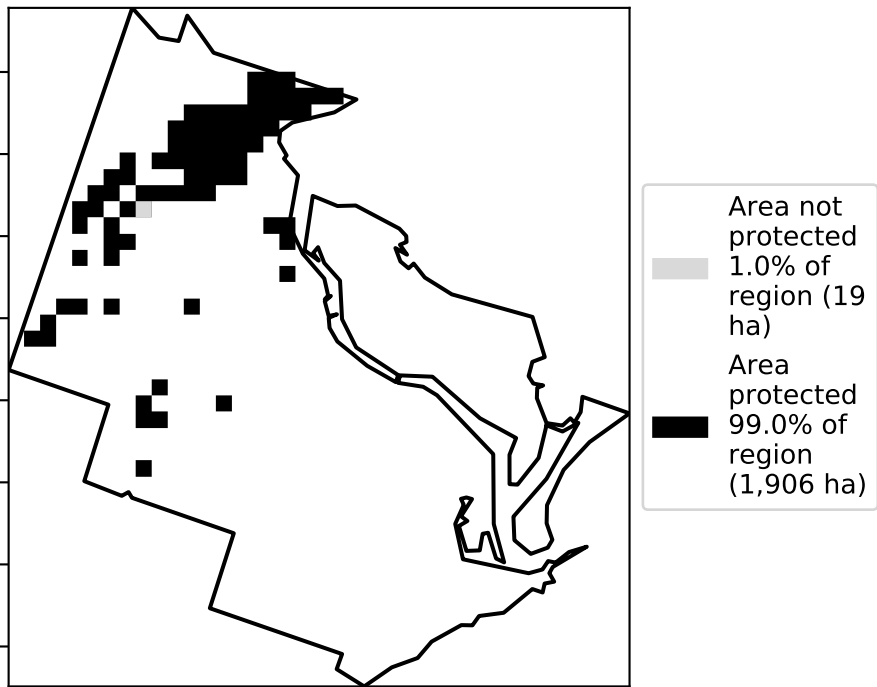 Area not
protected
1.0% of
region (19
ha)
Area
protected
99.0% of
region
(1,906 ha)